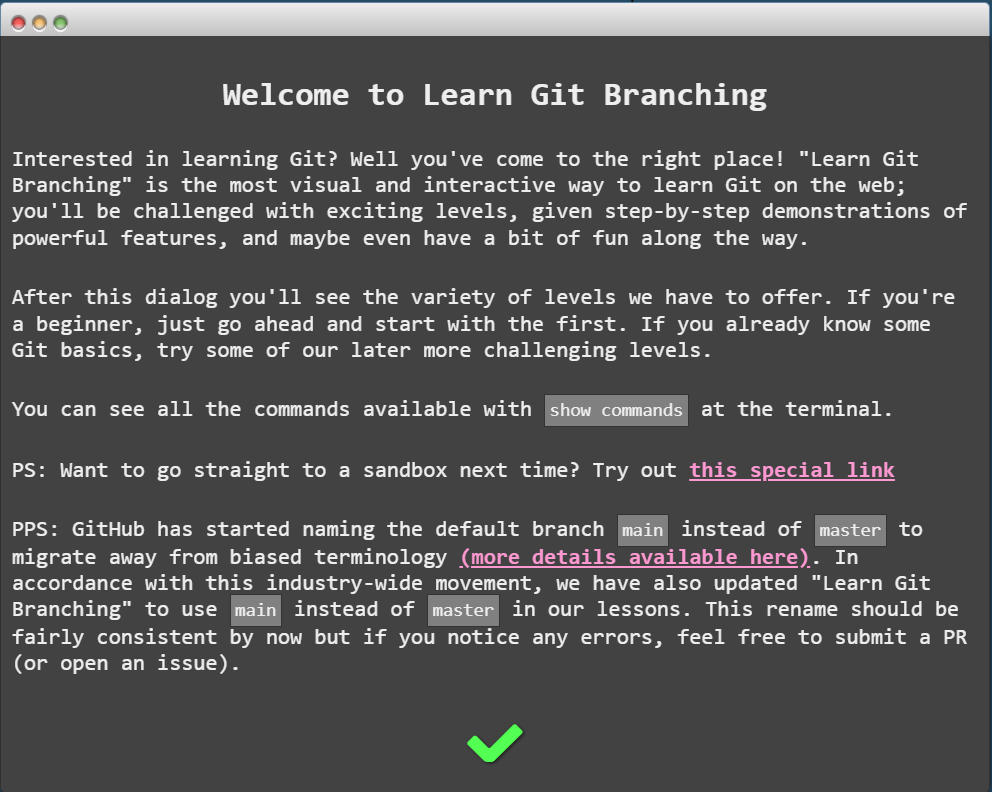 Welcome to Learn Git Branching
Interested in learning Git? Well you've come to the right place! "Learn Git
Branching" is the most visual and interactive way to learn Git on the web;
you'll be challenged with exciting levels, given step-by-step demonstrations of
powerful features, and maybe even have a bit of fun along the way.
After this dialog you'll see the variety of levels we have to offer. If you're
a beginner, just go ahead and start with the first. If you already know some
Git basics, try some of our later more challenging levels.
You can see all the commands available with show commands at the terminal.
PS: Want to go straight to a sandbox next time? Try out this special link
PPS: GitHub has started naming the default branch main instead of master to
migrate away from biased terminology (more details available here). In
accordance with this industry-wide movement, we have also updated "Learn Git
Branching" to use main instead of master in our lessons. This rename should be
fairly consistent by now but if you notice any errors, feel free to submit a PR
(or open an issue).